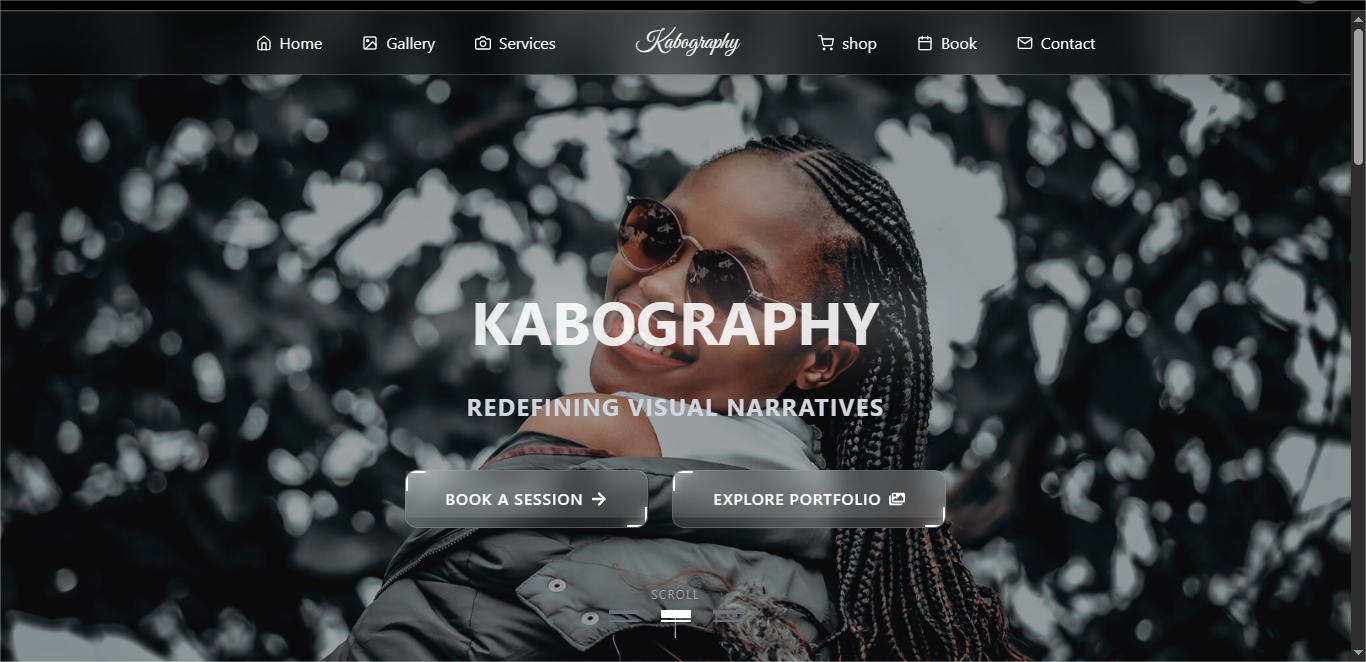 Home Gallery Services Kabography shop Book Contact
KABOGRAPHY
REDEFINING VISUAL NARRATIVES
BOOK A SESSION EXPLORE PORTFOLIO
SCROLL